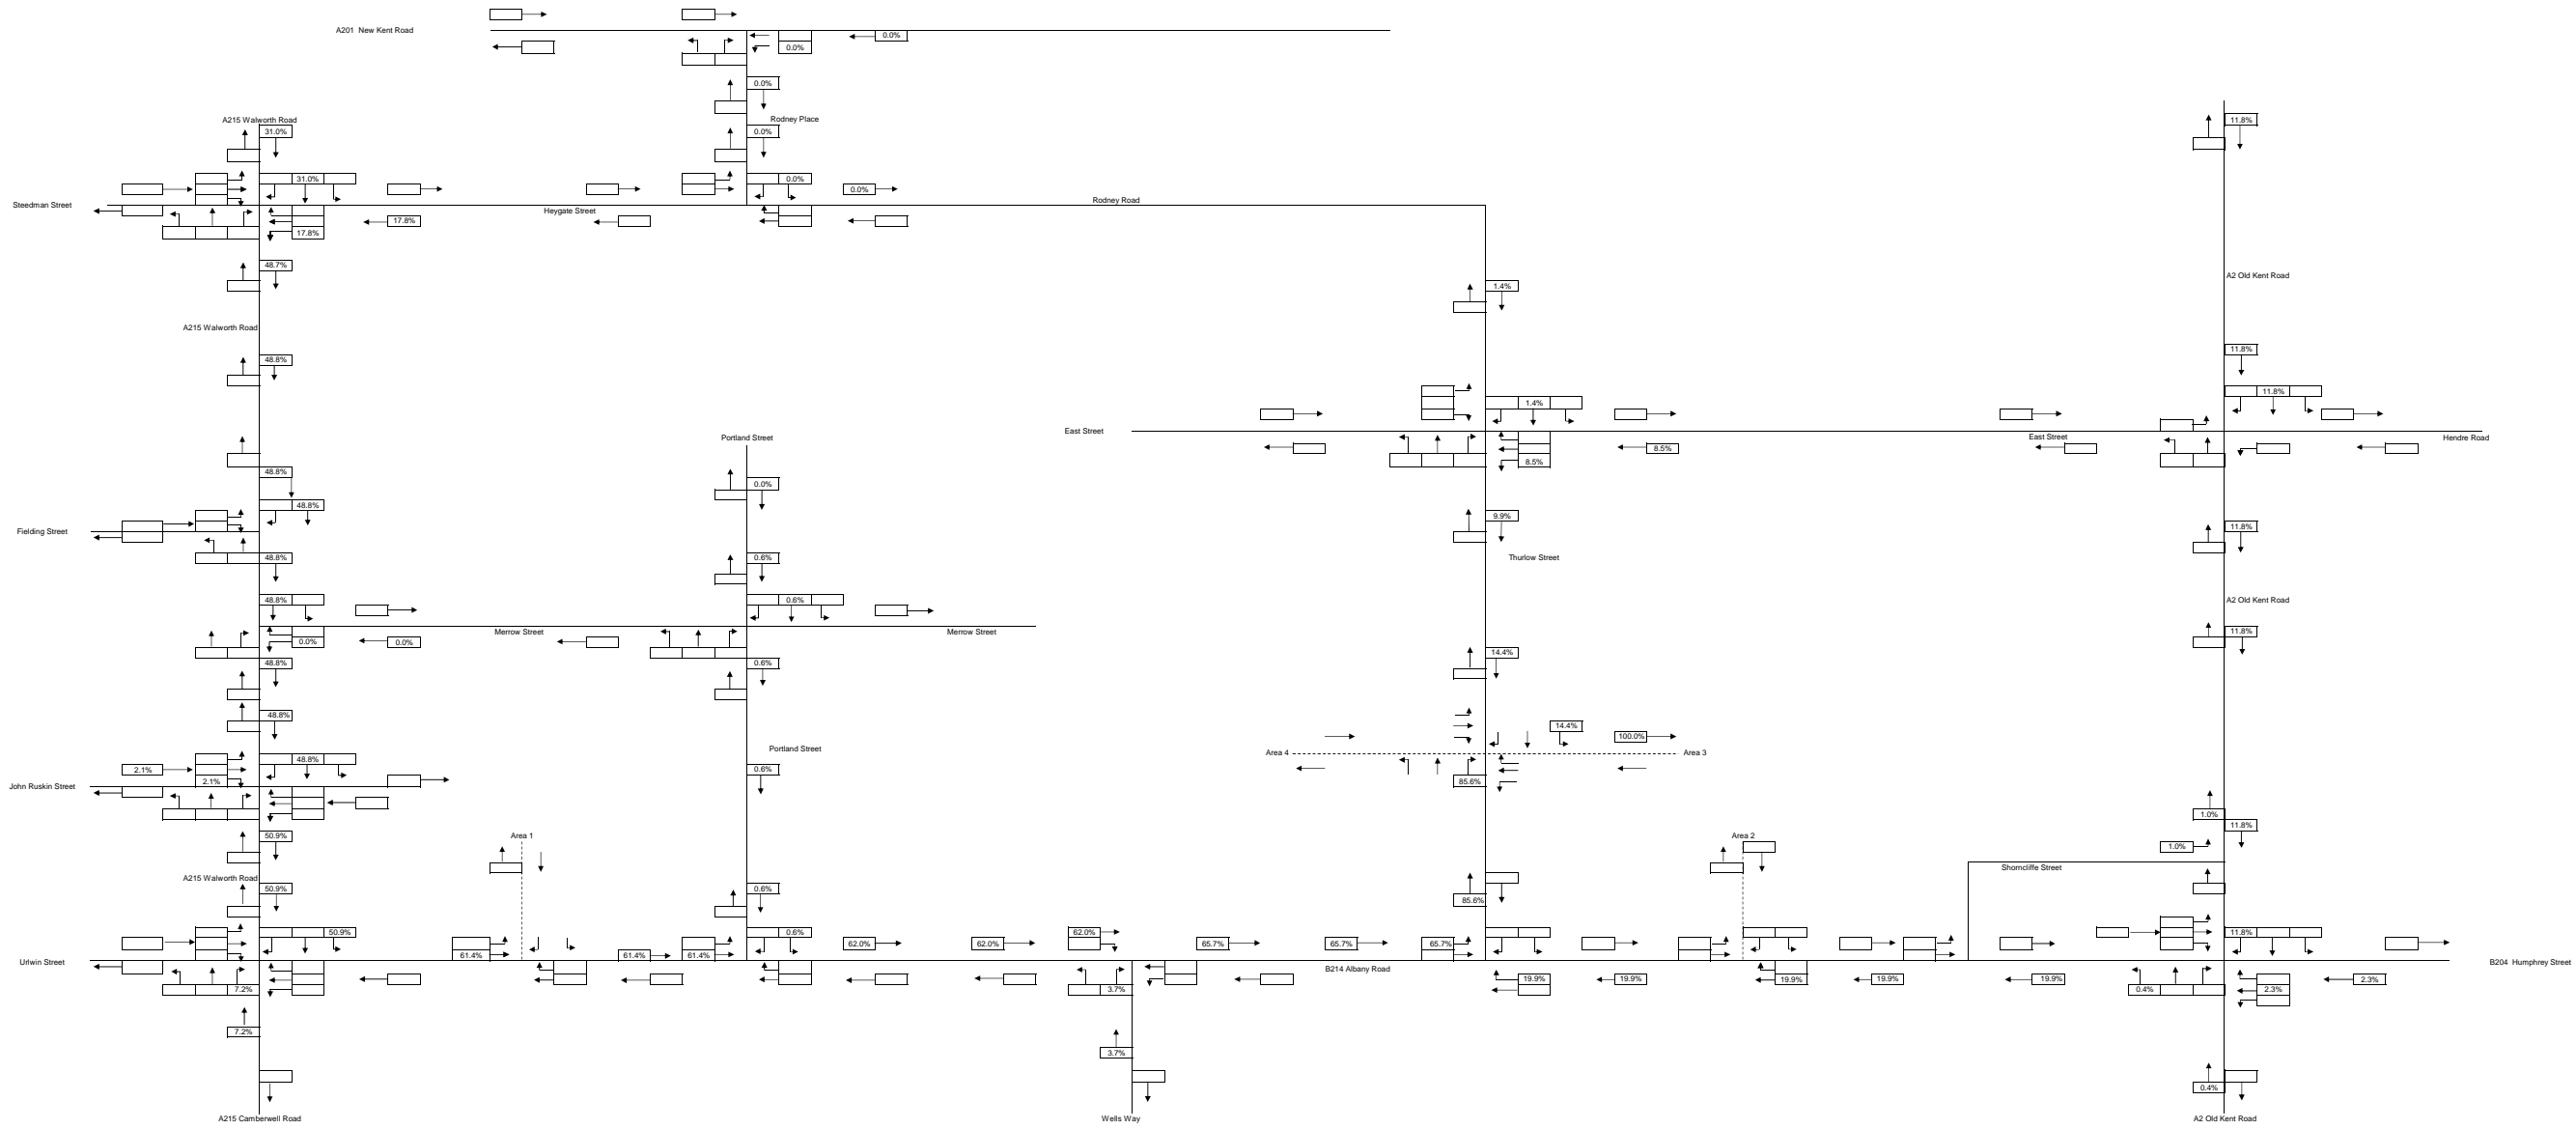 A201 New Kent Road
0.0%
0.0%
0.0%
A215 Walworth Road
Rodney Place
31.0%
0.0%
11.8%
31.0%
0.0%
0.0%
Steedman Street
Heygate Street
Rodney Road
17.8%
17.8%
48.7%
A2 Old Kent Road
1.4%
A215 Walworth Road
48.8%
11.8%
1.4%
11.8%
East Street
Portland Street
East Street
Hendre Road
8.5%
8.5%
48.8%
0.0%
48.8%
9.9%
11.8%
Fielding Street
48.8%
0.6%
Thurlow Street
48.8%
0.6%
A2 Old Kent Road
Merrow Street
Merrow Street
11.8%
0.0%
0.0%
48.8%
0.6%
14.4%
48.8%
14.4%
100.0%
Portland Street
Area 4
Area 3
48.8%
2.1%
2.1%
0.6%
85.6%
John Ruskin Street
1.0%
11.8%
50.9%
Area 1
Area 2
1.0%
Shorncliffe Street
A215 Walworth Road
50.9%
0.6%
85.6%
50.9%
0.6%
62.0%
11.8%
62.0%
62.0%
65.7%
65.7%
65.7%
61.4%
61.4%
61.4%
Urlwin Street
B214 Albany Road
B204 Humphrey Street
19.9%
19.9%
19.9%
19.9%
19.9%
2.3%
7.2%
3.7%
0.4%
2.3%
7.2%
3.7%
0.4%
A215 Camberwell Road
Wells Way
A2 Old Kent Road